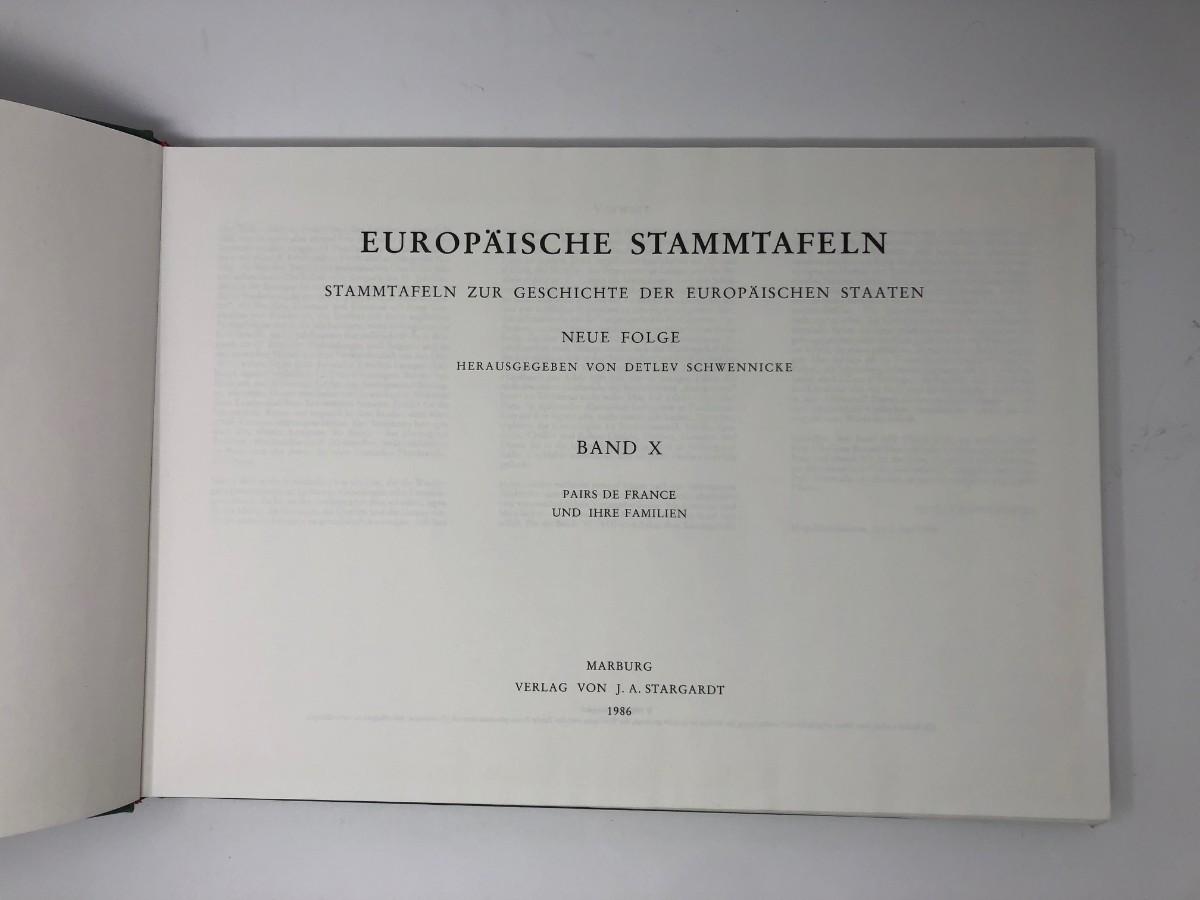 EUROPÄISCHE STAMMTAFELN
STAMMTAFELN ZUR GESCHICHTE DER EUROPÄISCHEN STAATEN
NEUE FOLGE
HERAUSGEGEBEN VON DETLEV SCHWENNICKE
BAND X
PAIRS DE FRANCE
UND IHRE FAMILIEN
MARBURG
VERLAG VON J. A. STARGARDT
1986